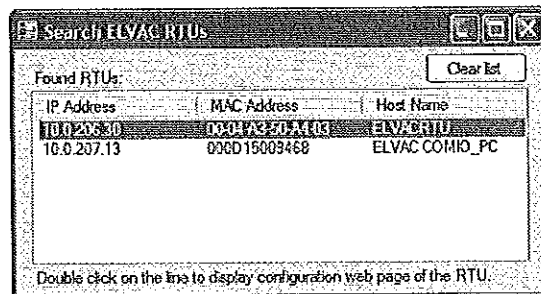 Search ELVAC RTUs
Clear list
Found RTUs:
IP Address MAC Address Host Name
10.0.206.30 00-04-A3-50-A4-03 ELVACRTU
10.0.207.13 000D15009468 ELVAC COMIO_PC
Double click on the line to display configuration web page of the RTU.